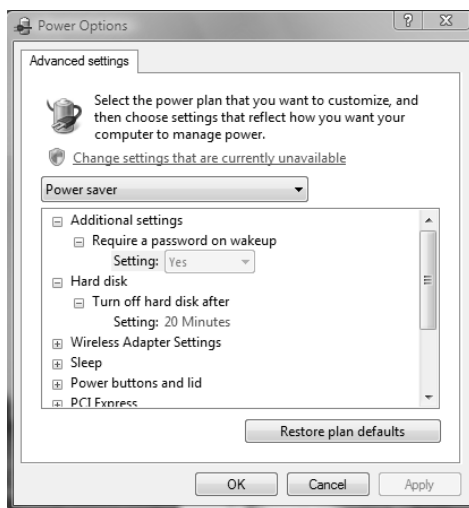 Power Options
Advanced settings
Select the power plan that you want to customize, and
then choose settings that reflect how you want your
computer to manage power.
Change settings that are currently unavailable
Power saver
Additional settings
Require a password on wakeup
Setting: Yes
Hard disk
Turn off hard disk after
Setting: 20 Minutes
Wireless Adapter Settings
Sleep
Power buttons and lid
PCI Express
Restore plan defaults
OK Cancel Apply